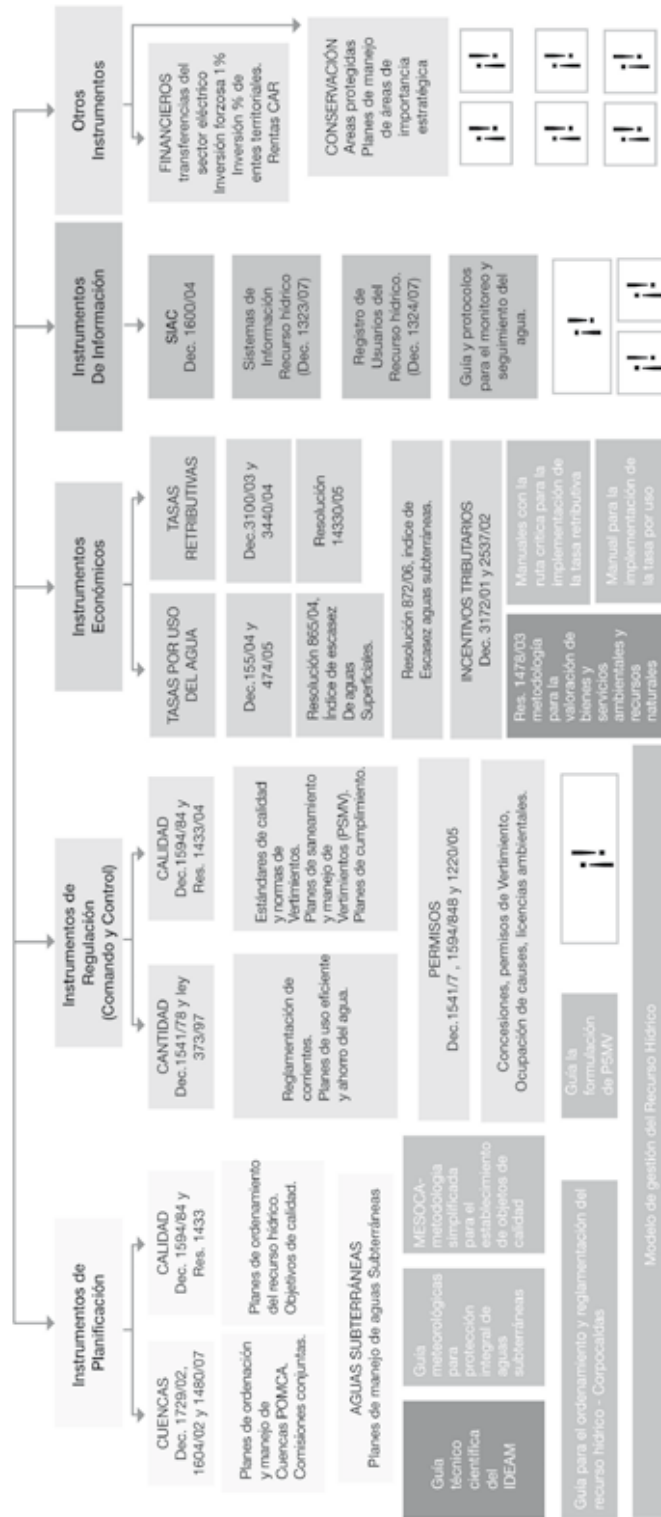 Instrumentos de
Planificación
CUENCAS
Dec. 1729/02,
1604/02 y 1480/07
CALIDAD
Dec. 1594/84 y
Res. 1433
Planes de ordenación
y manejo de
Cuencas POMCA.
Comisiones conjuntas.
Planes de ordenamiento
del recurso hídrico.
Objetivos de calidad.
AGUAS SUBTERRÁNEAS
Planes de manejo de aguas Subterráneas
Guía
técnico
científica
del
IDEAM
Guia
meteorológicas
para
protección
integral de
aguas
subterráneas
MESOCA-
metodologia
simplificada
para el
establecimiento
de objetos de
calidad
Guia para el ordenamiento y reglamentación del
recurso hídrico - Corpocaldas
Instrumentos de
Regulación
(Comando y Control)
CANTIDAD
Dec.1541/78 y ley
373/97
CALIDAD
Dec.1594/84 y
Res. 1433/04
Reglamentación de
corrientes.
Planes de uso eficiente
y ahorro del agua.
Estándares de calidad
y normas de
Vertimientos.
Planes de saneamiento
y manejo de
Vertimientos (PSMV).
Planes de cumplimiento.
PERMISOS
Dec.1541/7 , 1594/848 y 1220/05
Concesiones, permisos de Vertimiento,
Ocupación de causes, licencias ambientales.
Guia la
formulación
de PSMV
¡!
Modelo de gestión del Recurso Hídrico
Instrumentos
Económicos
TASAS POR USO
DEL AGUA
TASAS
RETRIBUTIVAS
Dec.155/04 y
474/05
Dec.3100/03 y
3440/04
Resolución 865/04,
Índice de escasez
De aguas
Superficiales.
Resolución
14330/05
Resolución 872/06, índice de
Escasez aguas subterráneas.
INCENTIVOS TRIBUTARIOS
Dec. 3172/01 y 2537/02
Res. 1478/03
metodología
para la
valoración de
bienes y
servicios
ambientales y
recursos
naturales
Manuales con la
ruta critica para la
implementación de
la tasa retributiva
Manual para la
implementación de
la tasa por uso
Instrumentos
De Información
SIAC
Dec. 1600/04
Sistemas de
Información
Recurso hídrico
(Dec. 1323/07)
Registro de
Usuarios del
Recurso hídrico.
(Dec. 1324/07)
Guía y protocolos
para el monitoreo y
seguimiento del
agua.
¡!
¡!
¡!
Otros
Instrumentos
FINANCIEROS
transferencias del
sector eléctrico
Inversión forzosa 1%
Inversión % de
entes territoriales.
Rentas CAR
CONSERVACIÓN
Areas protegidas
Planes de manejo
de áreas de
importancia
estratégica
¡!
¡!
¡!
¡!
¡!
¡!